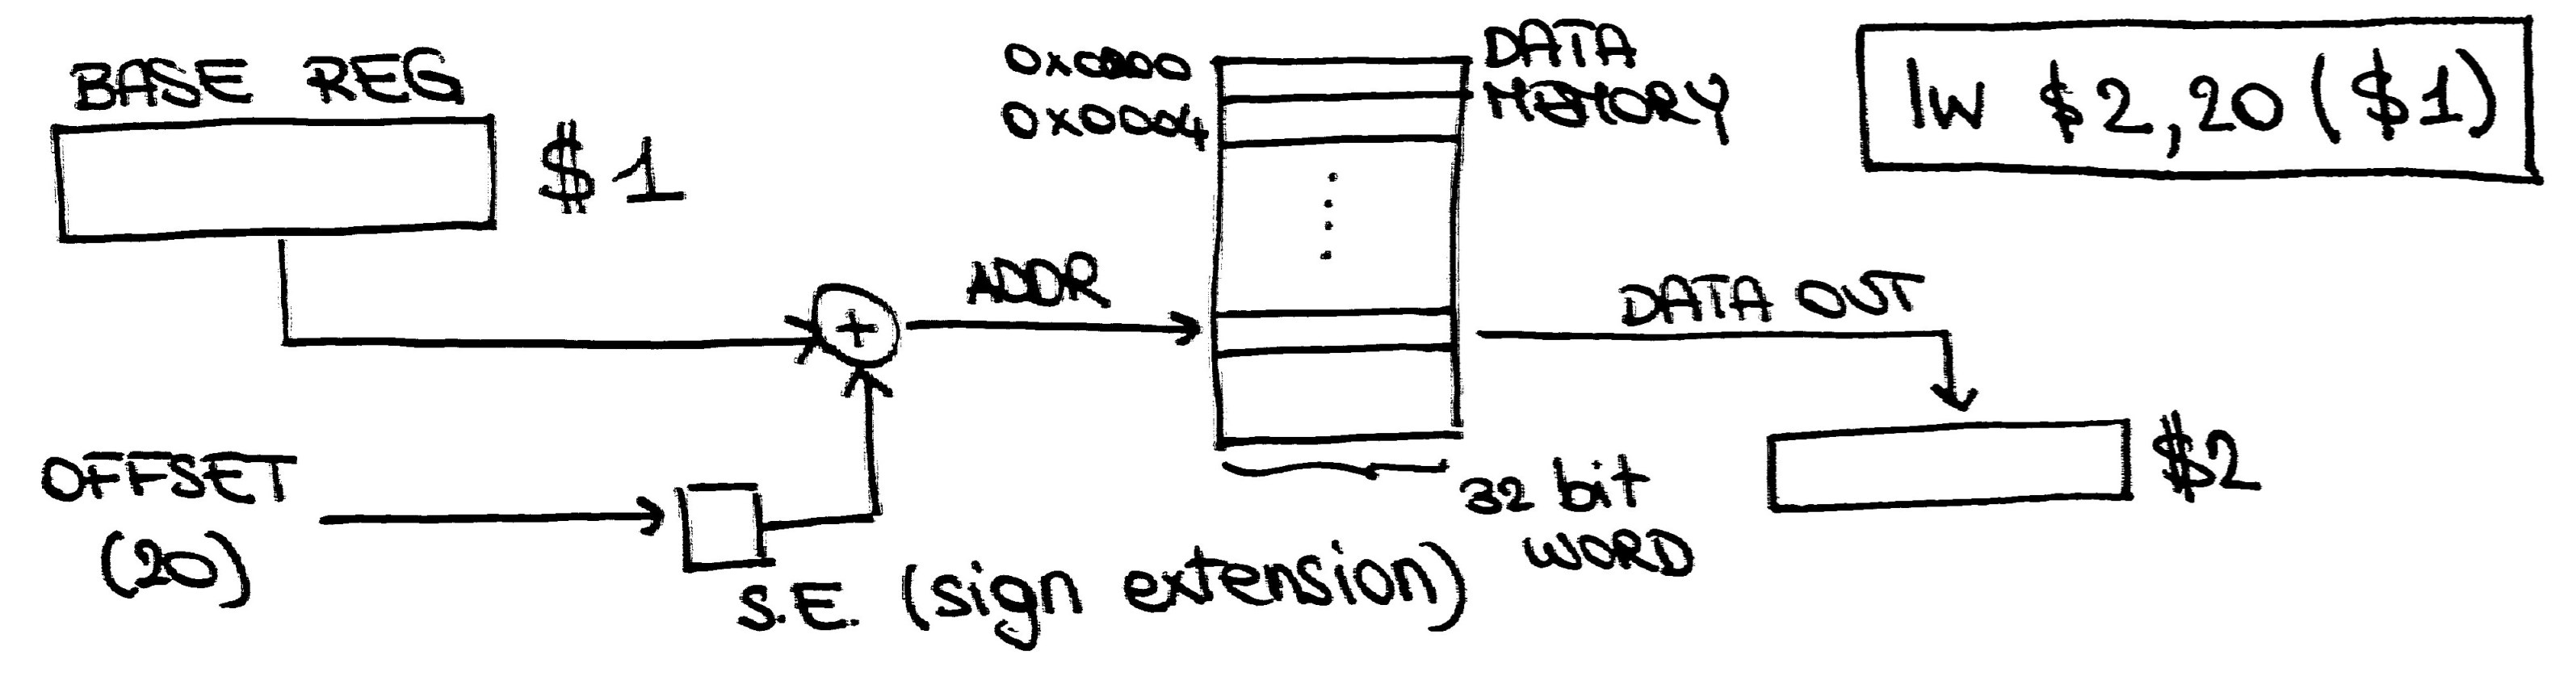 BASE REG
$1
0x0000
0x0004
DATA
MEMORY
lw $2,20($1)
+
ADDR
DATA OUT
OFFSET
(20)
S.E. (sign extension)
32 bit
WORD
$2